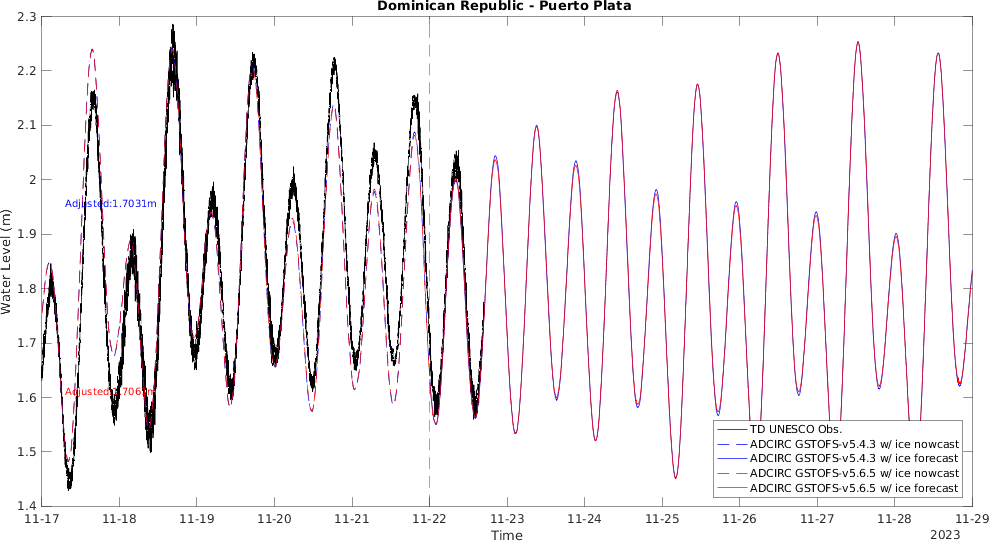 Dominican Republic - Puerto Plata
Water Level (m)
2.3
2.2
2.1
2
1.9
1.8
1.7
1.6
1.5
1.4
Adjusted:1.7031m
TD UNESCO Obs.
ADCIRC GSTOFS-v5.4.3 w/ ice nowcast
ADCIRC GSTOFS-v5.4.3 w/ ice forecast
ADCIRC GSTOFS-v5.6.5 w/ ice nowcast
ADCIRC GSTOFS-v5.6.5 w/ ice forecast
11-17 11-18 11-19 11-20 11-21 11-22 11-23 11-24 11-25 11-26 11-27 11-28 11-29
Time
2023